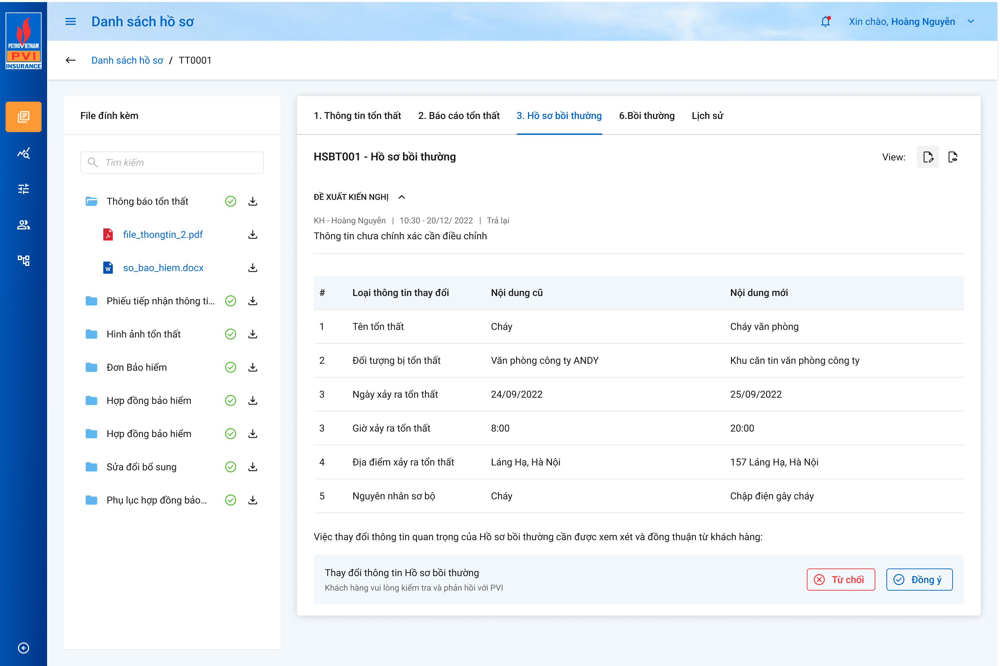 PETROVIETNAM
PVI
INSURANCE
Danh sách hồ sơ
Xin chào, Hoàng Nguyễn
Danh sách hồ sơ / TT0001
File đính kèm
Tìm kiếm
Thông báo tổn thất
file_thongtin_2.pdf
W so_bao_hiem.docx
Phiếu tiếp nhận thông ti...
Hình ảnh tổn thất
Đơn Bảo hiểm
Hợp đồng bảo hiểm
Hợp đồng bảo hiểm
Sửa đổi bổ sung
Phụ lục hợp đồng bảo...
1. Thông tin tổn thất 2. Báo cáo tổn thất 3. Hồ sơ bồi thường 6.Bồi thường Lịch sử
HSBT001 - Hồ sơ bồi thường View:
ĐỀ XUẤT KIẾN NGHỊ
KH - Hoàng Nguyễn | 10:30 - 20/12/ 2022 | Trả lại
Thông tin chưa chính xác cần điều chỉnh
# Loại thông tin thay đổi Nội dung cũ Nội dung mới
1 Tên tổn thất Cháy Cháy văn phòng
2 Đối tượng bị tổn thất Văn phòng công ty ANDY Khu căn tin văn phòng công ty
3 Ngày xảy ra tổn thất 24/09/2022 25/09/2022
3 Giờ xảy ra tổn thất 8:00 20:00
4 Địa điểm xảy ra tổn thất Láng Hạ, Hà Nội 157 Láng Hạ, Hà Nội
5 Nguyên nhân sơ bộ Cháy Chập điện gây cháy
Việc thay đổi thông tin quan trọng của Hồ sơ bồi thường cần được xem xét và đồng thuận từ khách hàng:
Thay đổi thông tin Hồ sơ bồi thường
Khách hàng vui lòng kiểm tra và phản hồi với PVI
Từ chối Đồng ý